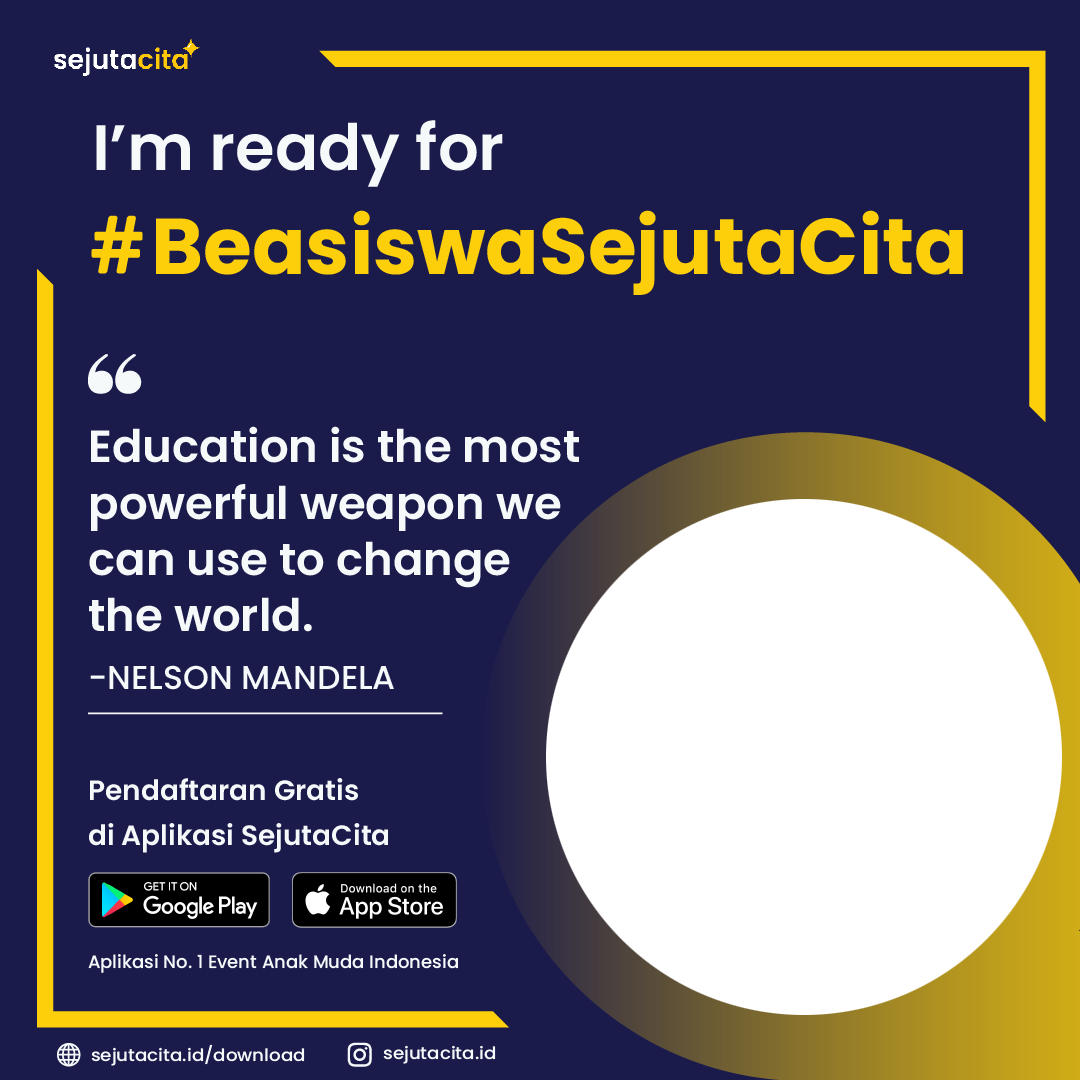 sejutacita
I’m ready for
#BeasiswaSejutaCita
“
Education is the most
powerful weapon we
can use to change
the world.
-NELSON MANDELA
Pendaftaran Gratis
di Aplikasi SejutaCita
GET IT ON
Google Play
Download on the
App Store
Aplikasi No. 1 Event Anak Muda Indonesia
sejutacita.id/download
sejutacita.id